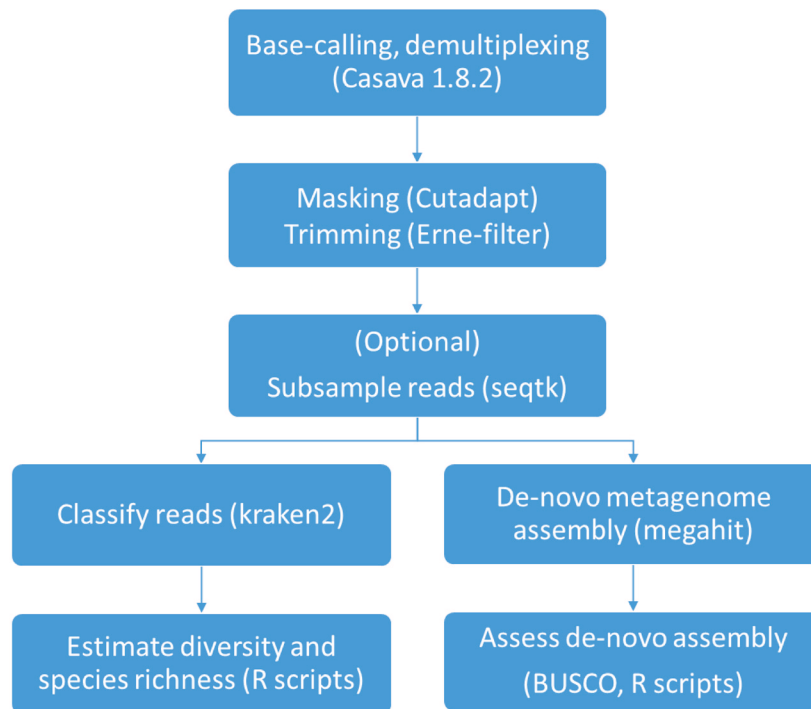 Base-calling, demultiplexing
(Casava 1.8.2)
Masking (Cutadapt)
Trimming (Erne-filter)
(Optional)
Subsample reads (seqtk)
Classify reads (kraken2)
De-novo metagenome
assembly (megahit)
Estimate diversity and
species richness (R scripts)
Assess de-novo assembly
(BUSCO, R scripts)